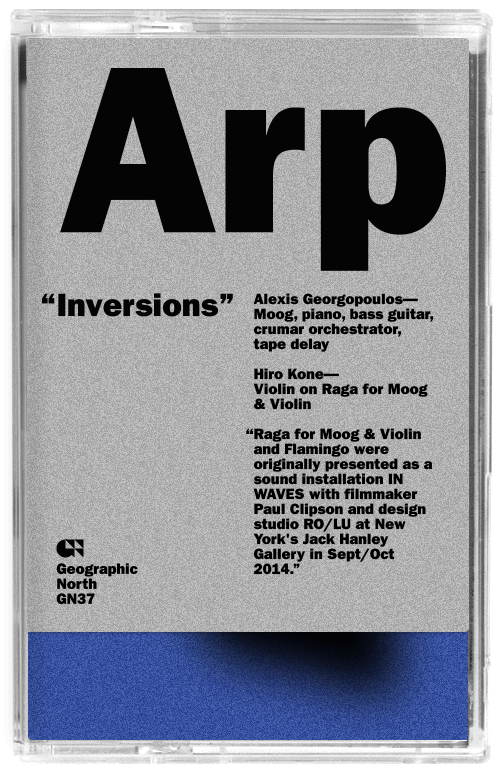 Arp
“Inversions”
Alexis Georgopoulos—
Moog, piano, bass guitar,
crumar orchestrator,
tape delay
Hiro Kone—
Violin on Raga for Moog
& Violin
“Raga for Moog & Violin
and Flamingo were
originally presented as a
sound installation IN
WAVES with filmmaker
Paul Clipson and design
studio RO/LU at New
York's Jack Hanley
Gallery in Sept/Oct
2014.”
Geographic
North
GN37